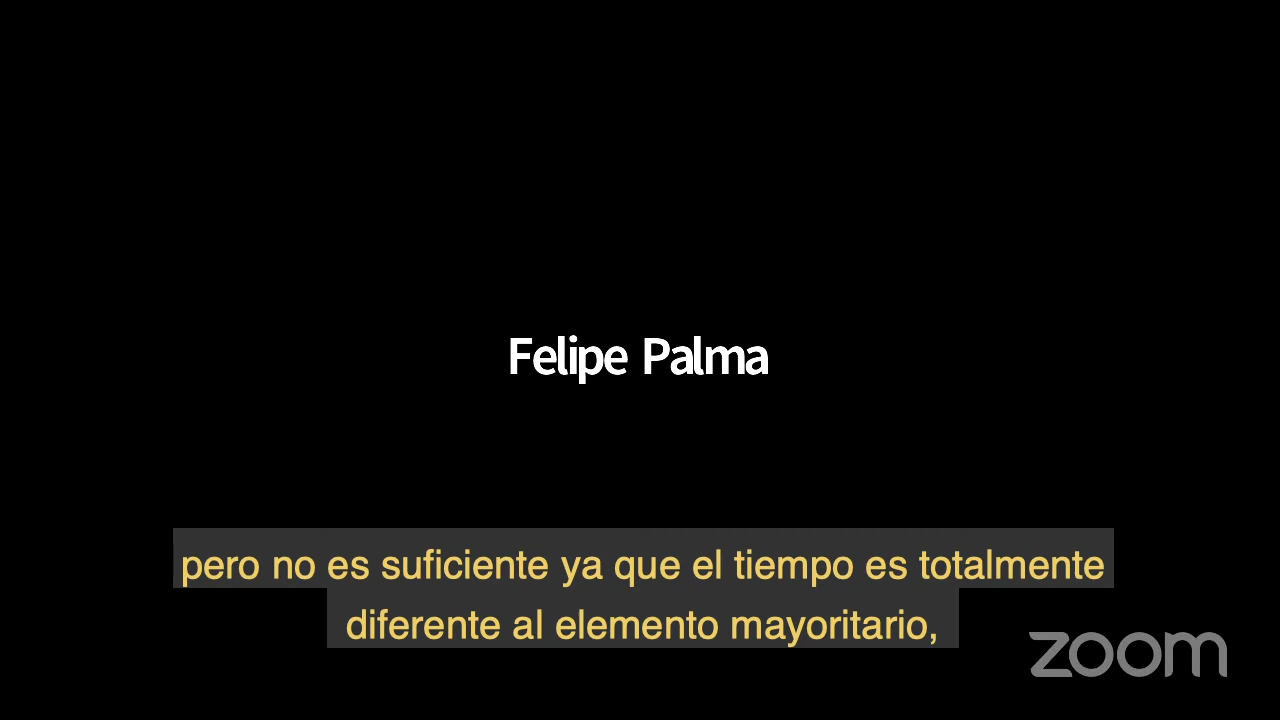 Felipe Palma
pero no es suficiente ya que el tiempo es totalmente
diferente al elemento mayoritario,
zoom